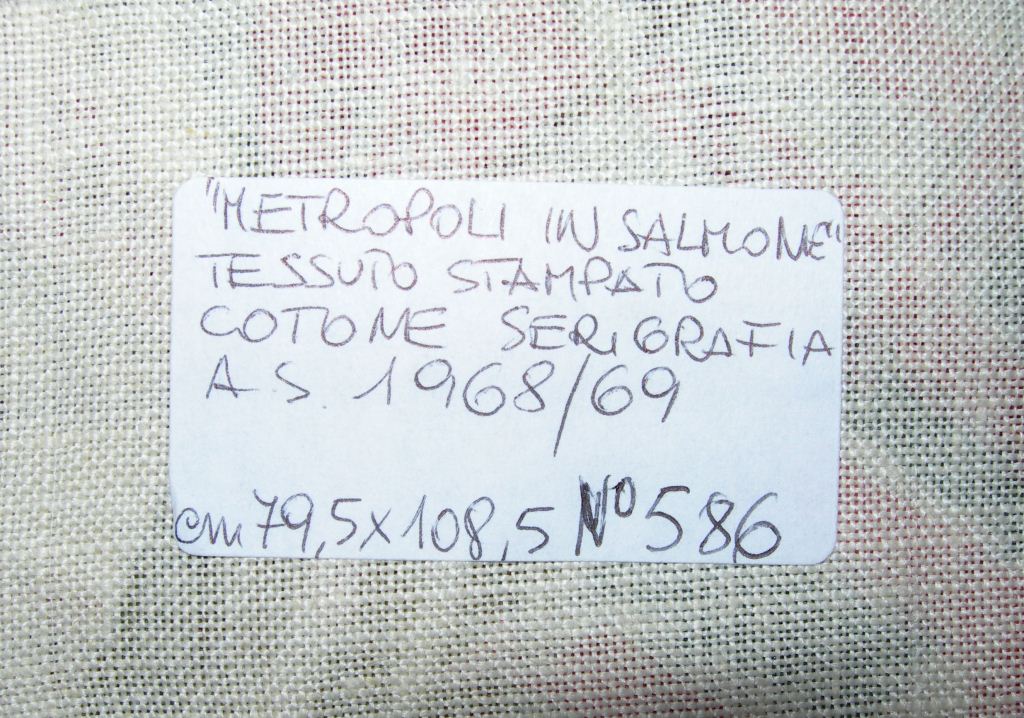 "METROPOLI IN SALMONE"
TESSUTO STAMPATO
COTONE SERIGRAFIA
A S 1968/69
cm 79,5x108,5 N° 586